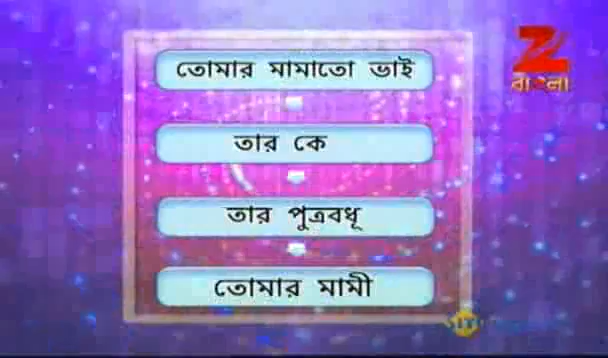 তোমার মামাতো ভাই
তার কে
তার পুত্রবধূ
তোমার মামী
Z
বাংলা